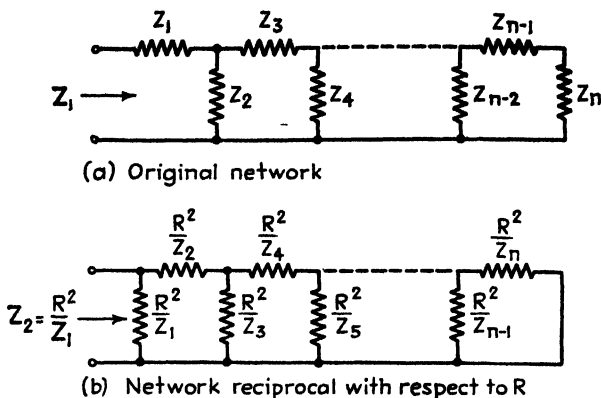 Z₁ Z₃ Zₙ₋₁
Z₁ Z₂ Z₄ Zₙ₋₂ Zₙ
(a) Original network
R²/Z₂ R²/Z₄ R²/Zₙ
Z₂ = R²/Z₁ R²/Z₁ R²/Z₃ R²/Z₅ R²/Zₙ₋₁
(b) Network reciprocal with respect to R